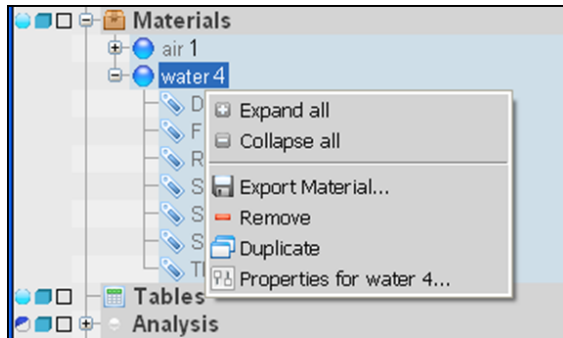 Materials
air 1
water 4
D
F
R
S
S
S
Expand all
Collapse all
Export Material...
Remove
Duplicate
Properties for water 4...
Tables
Analysis